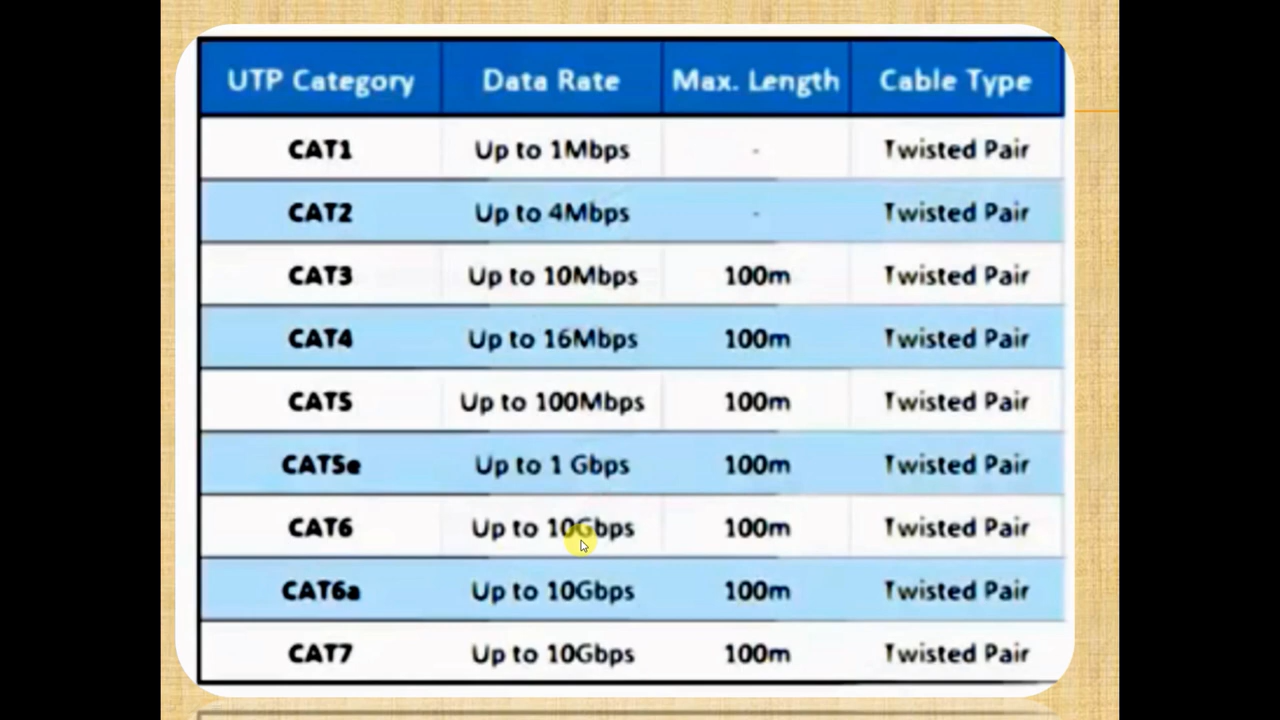 UTP Category Data Rate Max. Length Cable Type
CAT1 Up to 1Mbps - Twisted Pair
CAT2 Up to 4Mbps - Twisted Pair
CAT3 Up to 10Mbps 100m Twisted Pair
CAT4 Up to 16Mbps 100m Twisted Pair
CAT5 Up to 100Mbps 100m Twisted Pair
CAT5e Up to 1 Gbps 100m Twisted Pair
CAT6 Up to 10Gbps 100m Twisted Pair
CAT6a Up to 10Gbps 100m Twisted Pair
CAT7 Up to 10Gbps 100m Twisted Pair